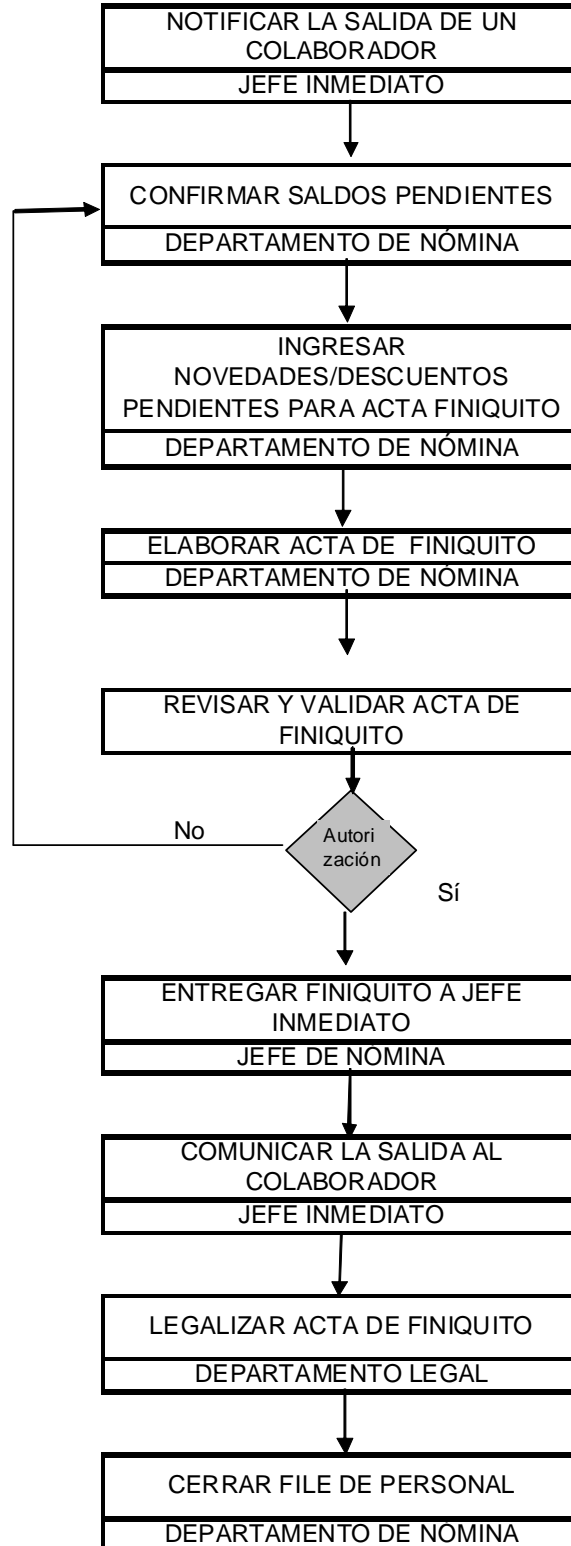 NOTIFICAR LA SALIDA DE UN
COLABORADOR
JEFE INMEDIATO
CONFIRMAR SALDOS PENDIENTES
DEPARTAMENTO DE NÓMINA
INGRESAR
NOVEDADES/DESCUENTOS
PENDIENTES PARA ACTA FINIQUITO
DEPARTAMENTO DE NÓMINA
ELABORAR ACTA DE FINIQUITO
DEPARTAMENTO DE NÓMINA
REVISAR Y VALIDAR ACTA DE
FINIQUITO
No
Autori
zación
Sí
ENTREGAR FINIQUITO A JEFE
INMEDIATO
JEFE DE NÓMINA
COMUNICAR LA SALIDA AL
COLABORADOR
JEFE INMEDIATO
LEGALIZAR ACTA DE FINIQUITO
DEPARTAMENTO LEGAL
CERRAR FILE DE PERSONAL
DEPARTAMENTO DE NÓMINA